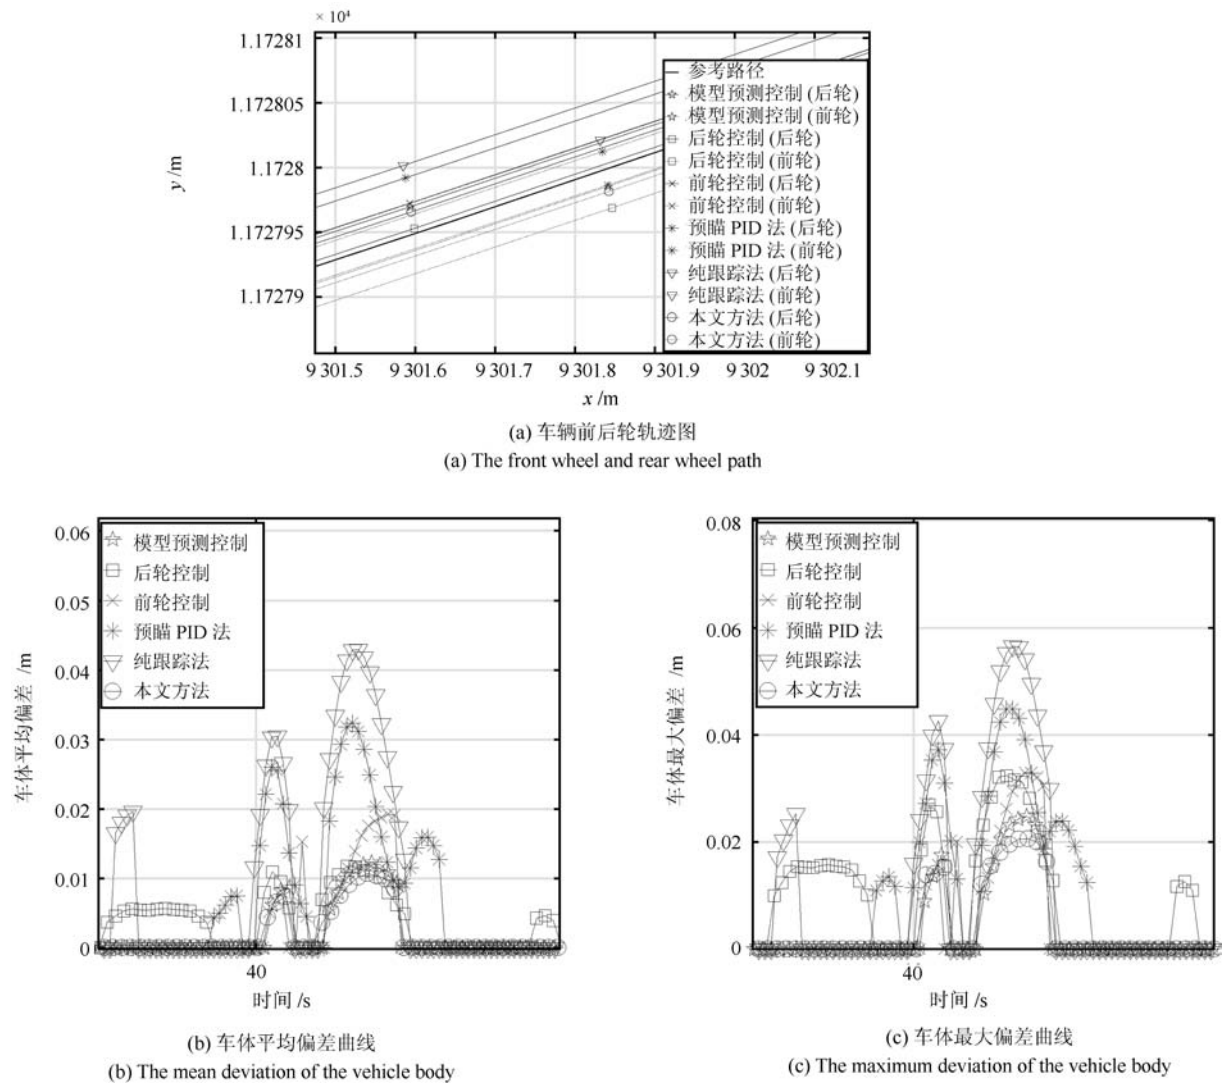 × 10⁴
1.17281
1.172805
1.1728
1.172795
1.17279
y /m
参考路径
模型预测控制 (后轮)
模型预测控制 (前轮)
后轮控制 (后轮)
后轮控制 (前轮)
前轮控制 (后轮)
前轮控制 (前轮)
预瞄 PID 法 (后轮)
预瞄 PID 法 (前轮)
纯跟踪法 (后轮)
纯跟踪法 (前轮)
本文方法 (后轮)
本文方法 (前轮)
9 301.5 9 301.6 9 301.7 9 301.8 9 301.9 9 302 9 302.1
x /m
(a) 车辆前后轮轨迹图
(a) The front wheel and rear wheel path
0.06
0.05
0.04
0.03
0.02
0.01
0
车体平均偏差 /m
模型预测控制
后轮控制
前轮控制
预瞄 PID 法
纯跟踪法
本文方法
40
时间 /s
(b) 车体平均偏差曲线
(b) The mean deviation of the vehicle body
0.08
0.06
0.04
0.02
0
车体最大偏差 /m
模型预测控制
后轮控制
前轮控制
预瞄 PID 法
纯跟踪法
本文方法
40
时间 /s
(c) 车体最大偏差曲线
(c) The maximum deviation of the vehicle body